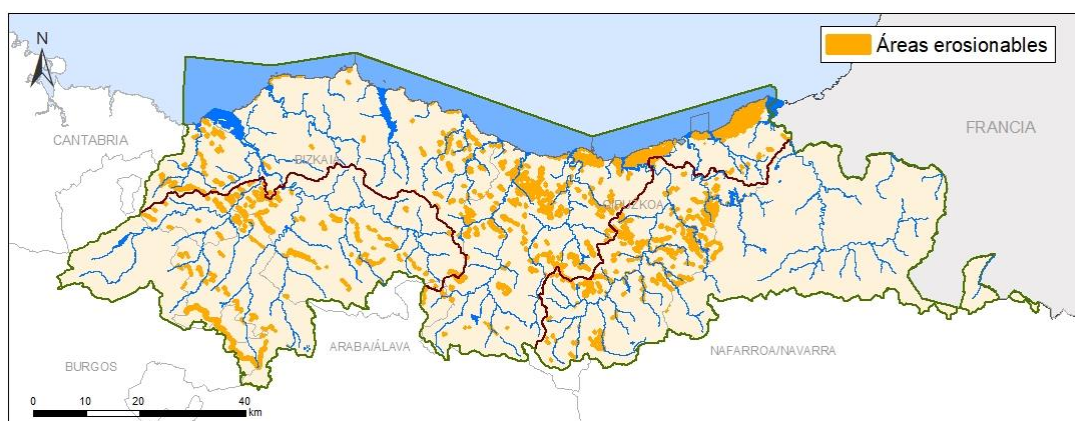 N
Áreas erosionables
CANTABRIA
FRANCIA
BIZKAIA
GIPUZKOA
ARABA/ÁLAVA
NAFARROA/NAVARRA
BURGOS
0 10 20 40
km